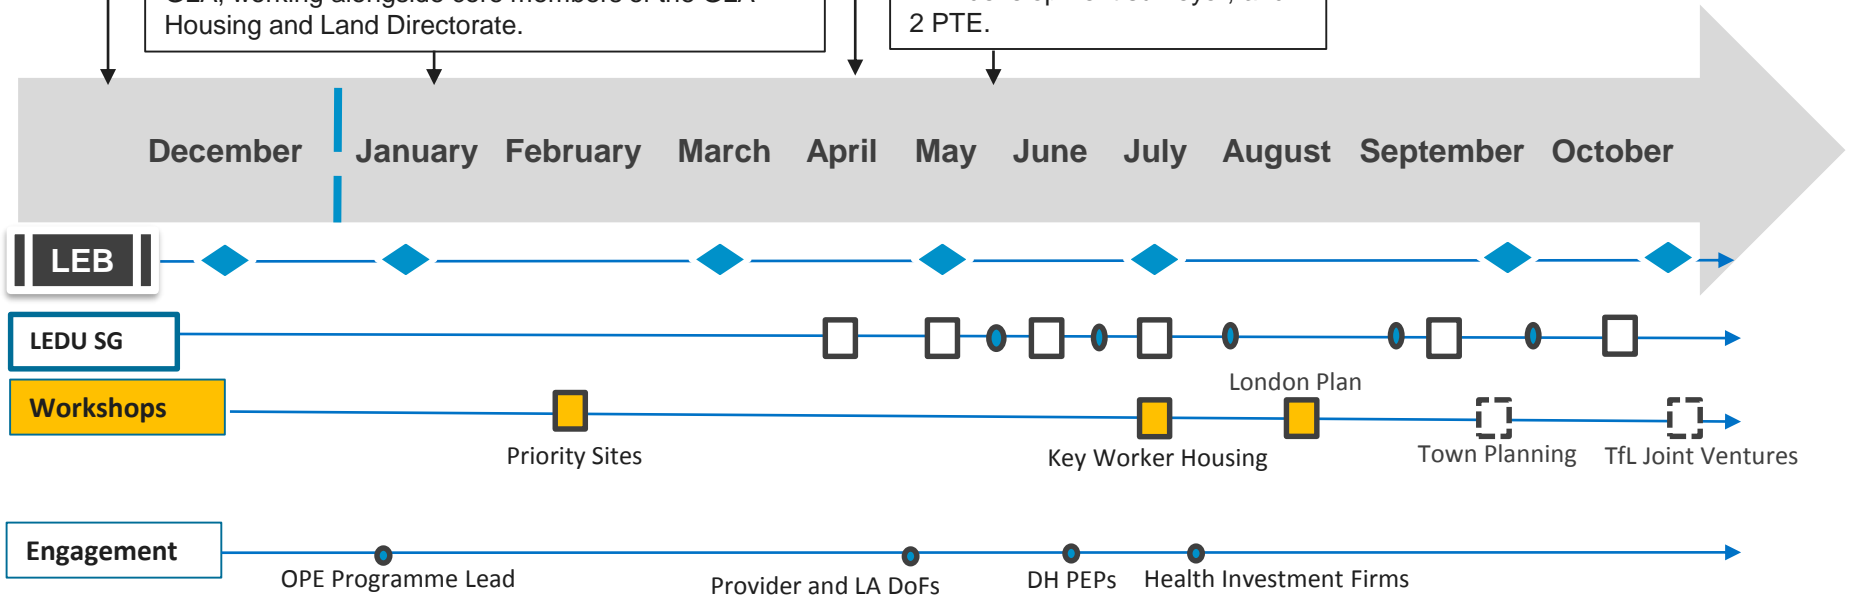 Housing and Land Directorate.
2 PTE.
December January February March April May June July August September October
LEB
LEDU SG
London Plan
Workshops
Priority Sites
Key Worker Housing
Town Planning
TfL Joint Ventures
Engagement
OPE Programme Lead
Provider and LA DoFs
DH PEPs
Health Investment Firms